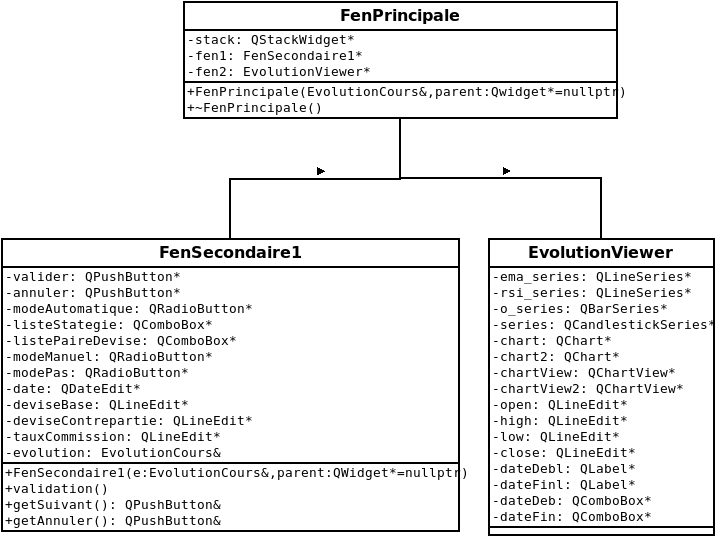 FenPrincipale
-stack: QStackWidget*
-fen1: FenSecondaire1*
-fen2: EvolutionViewer*
+FenPrincipale(EvolutionCours&,parent:Qwidget*=nullptr)
+~FenPrincipale()
FenSecondaire1
-valider: QPushButton*
-annuler: QPushButton*
-modeAutomatique: QRadioButton*
-listeStategie: QComboBox*
-listePaireDevise: QComboBox*
-modeManuel: QRadioButton*
-modePas: QRadioButton*
-date: QDateEdit*
-deviseBase: QLineEdit*
-deviseContrepartie: QLineEdit*
-tauxCommission: QLineEdit*
-evolution: EvolutionCours&
+FenSecondaire1(e:EvolutionCours&,parent:QWidget*=nullptr)
+validation()
+getSuivant(): QPushButton&
+getAnnuler(): QPushButton&
EvolutionViewer
-ema_series: QLineSeries*
-rsi_series: QLineSeries*
-o_series: QBarSeries*
-series: QCandlestickSeries*
-chart: QChart*
-chart2: QChart*
-chartView: QChartView*
-chartView2: QChartView*
-open: QLineEdit*
-high: QLineEdit*
-low: QLineEdit*
-close: QLineEdit*
-dateDebl: QLabel*
-dateFinl: QLabel*
-dateDeb: QComboBox*
-dateFin: QComboBox*